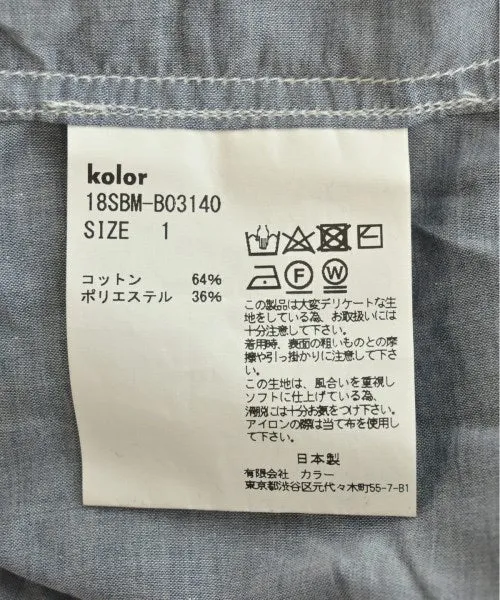 kolor
18SBM-B03140
SIZE 1
コットン 64%
ポリエステル 36%
F
W
この製品は大変デリケートな生
地をしている為、お取扱いには
十分注意して下さい。
着用時、表面の粗いものとの摩
擦や引っ掛かりに注意して下さ
い。
この生地は、風合いを重視し
ソフトに仕上げている為、
滑脱には十分お気をつけ下さい。
アイロンの際は当て布を使用し
て下さい。
日本製
有限会社 カラー
東京都渋谷区元代々木町55-7-B1